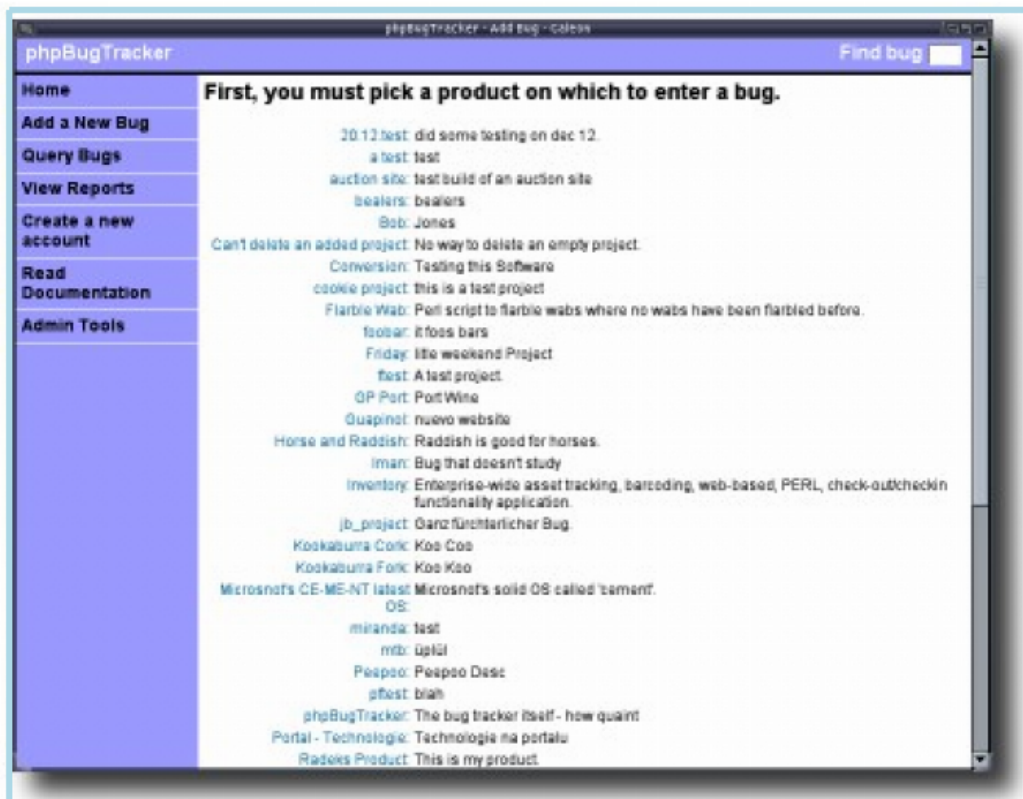 phpBugTracker - Add Bug - Galeon
phpBugTracker
Find bug
Home
Add a New Bug
Query Bugs
View Reports
Create a new
account
Read
Documentation
Admin Tools
First, you must pick a product on which to enter a bug.
20.12.test: did some testing on dec 12.
a test: test
auction site: test build of an auction site
bealers: bealers
Bob: Jones
Can't delete an added project: No way to delete an empty project.
Conversion: Testing this Software
cookie project: this is a test project
Flarble Wab: Perl script to flarble wabs where no wabs have been flarbled before.
foobar: it foos bars
Friday: litle weekend Project
ftest: A test project.
GP Port: Port Wine
Guapinol: nuevo website
Horse and Raddish: Raddish is good for horses.
Iman: Bug that doesn't study
Inventory: Enterprise-wide asset tracking, barcoding, web-based, PERL, check-out/checkin
functionality application.
jb_project: Ganz fürchterlicher Bug.
Kookaburra Cork: Koo Coo
Kookaburra Fork: Koo Koo
Microsnot's CE-ME-NT latest Microsnot's solid OS called 'cement'.
OS:
miranda: test
mtb: üplül
Peepoo: Peepoo Desc
pftest: blah
phpBugTracker: The bug tracker itself - how quaint
Portal - Technologie: Technologie na portalu
Radeks Product: This is my product.